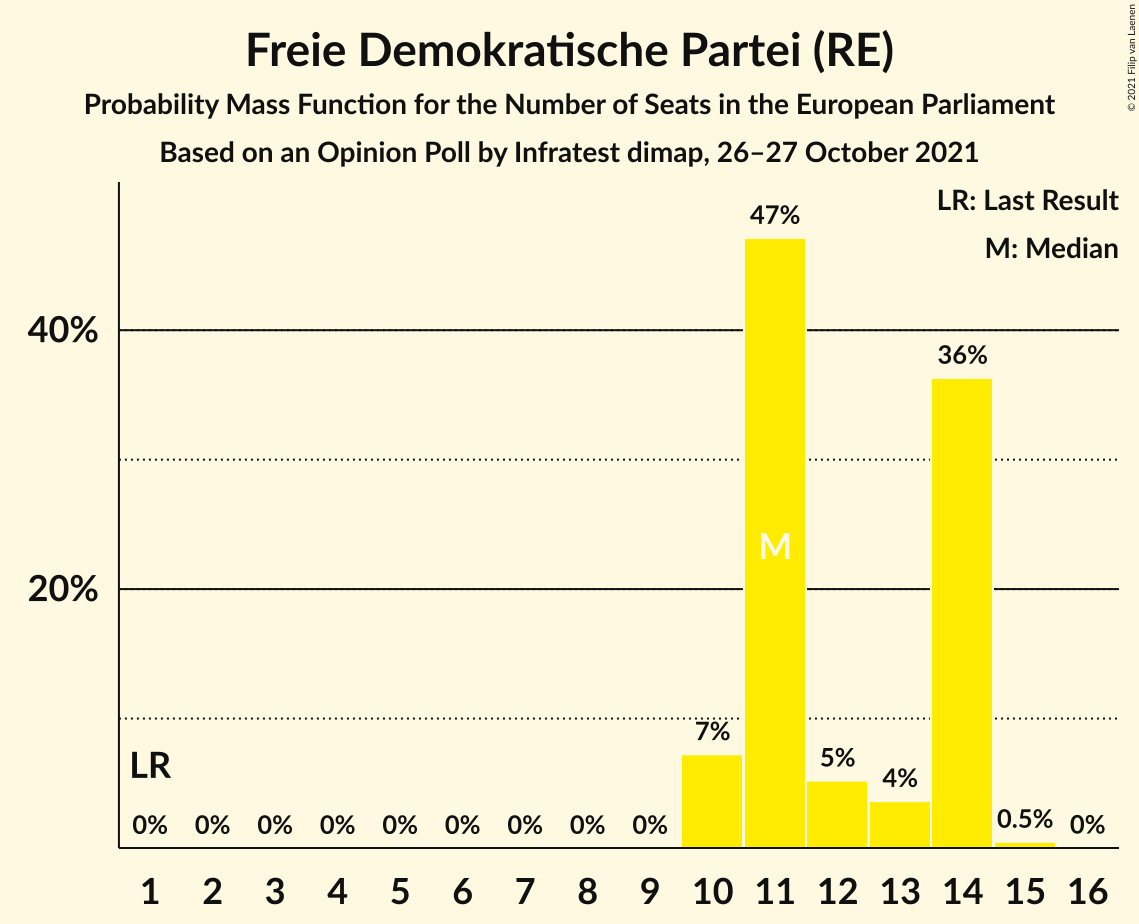 Freie Demokratische Partei (RE)
Probability Mass Function for the Number of Seats in the European Parliament
Based on an Opinion Poll by Infratest dimap, 26–27 October 2021
© 2021 Filip van Laenen
LR: Last Result
M: Median
47%
40%
36%
M
20%
7%
LR
5%
4%
0% 0% 0% 0% 0% 0% 0% 0% 0% 0.5% 0%
1 2 3 4 5 6 7 8 9 10 11 12 13 14 15 16